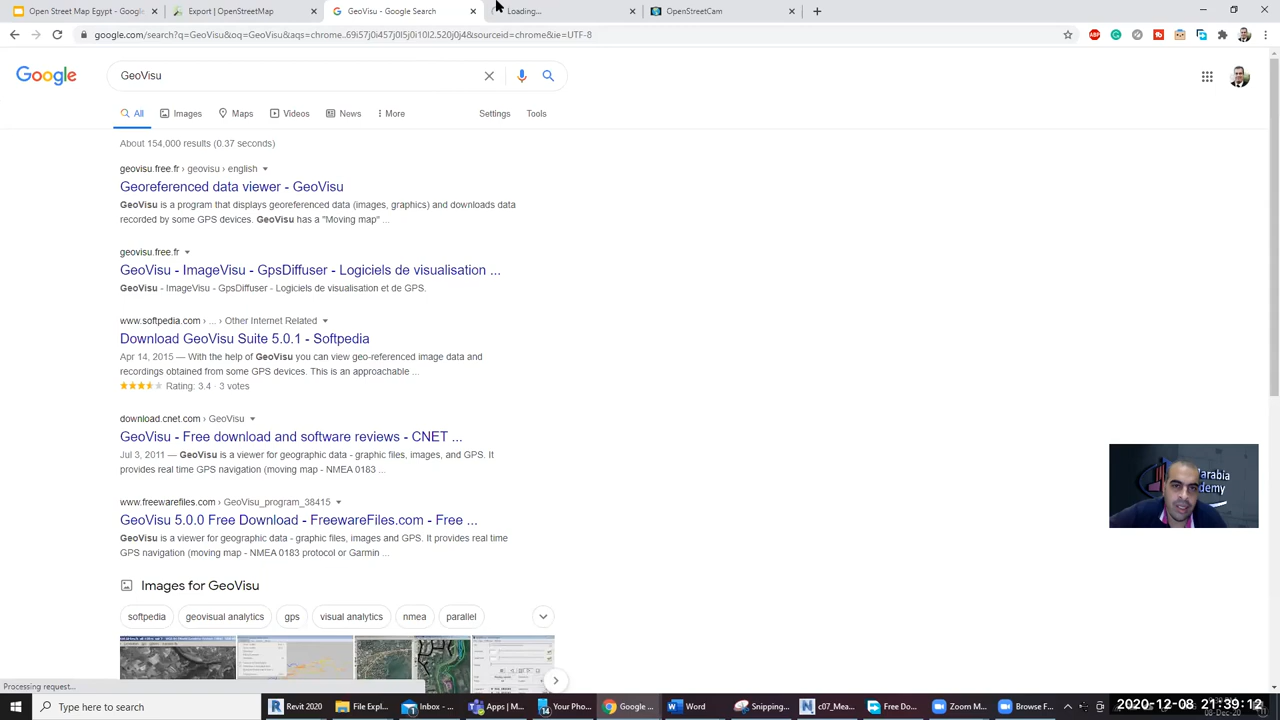 Open Street Map - Google Slides
Export | OpenStreetMap
GeoVisu - Google Search
Loading...
OpenStreetCam
google.com/search?q=GeoVisu&oq=GeoVisu&aqs=chrome..69i57j0i457j0l5j0i10l2.520j0j4&sourceid=chrome&ie=UTF-8
Google
GeoVisu
All
Images
Maps
Videos
News
More
Settings
Tools
About 154,000 results (0.37 seconds)
geovisu.free.fr › geovisu › english
Georeferenced data viewer - GeoVisu
GeoVisu is a program that displays georeferenced data (images, graphics) and downloads data
recorded by some GPS devices. GeoVisu has a "Moving map" ...
geovisu.free.fr
GeoVisu - ImageVisu - GpsDiffuser - Logiciels de visualisation ...
GeoVisu - ImageVisu - GpsDiffuser - Logiciels de visualisation et de GPS.
www.softpedia.com › ... › Other Internet Related
Download GeoVisu Suite 5.0.1 - Softpedia
Apr 14, 2015 — With the help of GeoVisu you can view geo-referenced image data and
recordings obtained from some GPS devices. This is an approachable ...
Rating: 3.4 · 3 votes
download.cnet.com › GeoVisu
GeoVisu - Free download and software reviews - CNET ...
Jul 3, 2011 — GeoVisu is a viewer for geographic data - graphic files, images, and GPS. It
provides real time GPS navigation (moving map - NMEA 0183 ...
www.freewarefiles.com › GeoVisu_program_38415
GeoVisu 5.0.0 Free Download - FreewareFiles.com - Free ...
GeoVisu is a viewer for geographic data - graphic files, images and GPS. It provides real time
GPS navigation (moving map - NMEA 0183 protocol or Garmin ...
larabia
demy
Images for GeoVisu
softpedia
geovisual analytics
gps
visual analytics
nmea
parallel
Processing request...
Type here to search
Revit 2020
File Expl...
Inbox - ...
Apps | M...
Your Pho...
Google ...
Word
Snipping...
07_Mea...
Free Do...
Zoom M...
Browse F...
2020-12-08 21:39:12